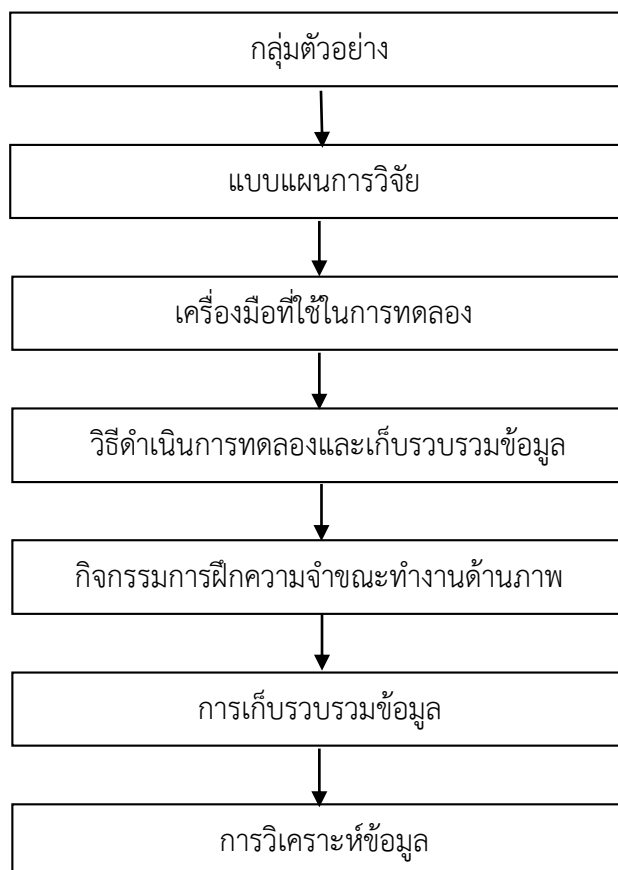 กลุ่มตัวอย่าง
แบบแผนการวิจัย
เครื่องมือที่ใช้ในการทดลอง
วิธีดำเนินการทดลองและเก็บรวบรวมข้อมูล
กิจกรรมการฝึกความจำขณะทำงานด้านภาพ
การเก็บรวบรวมข้อมูล
การวิเคราะห์ข้อมูล